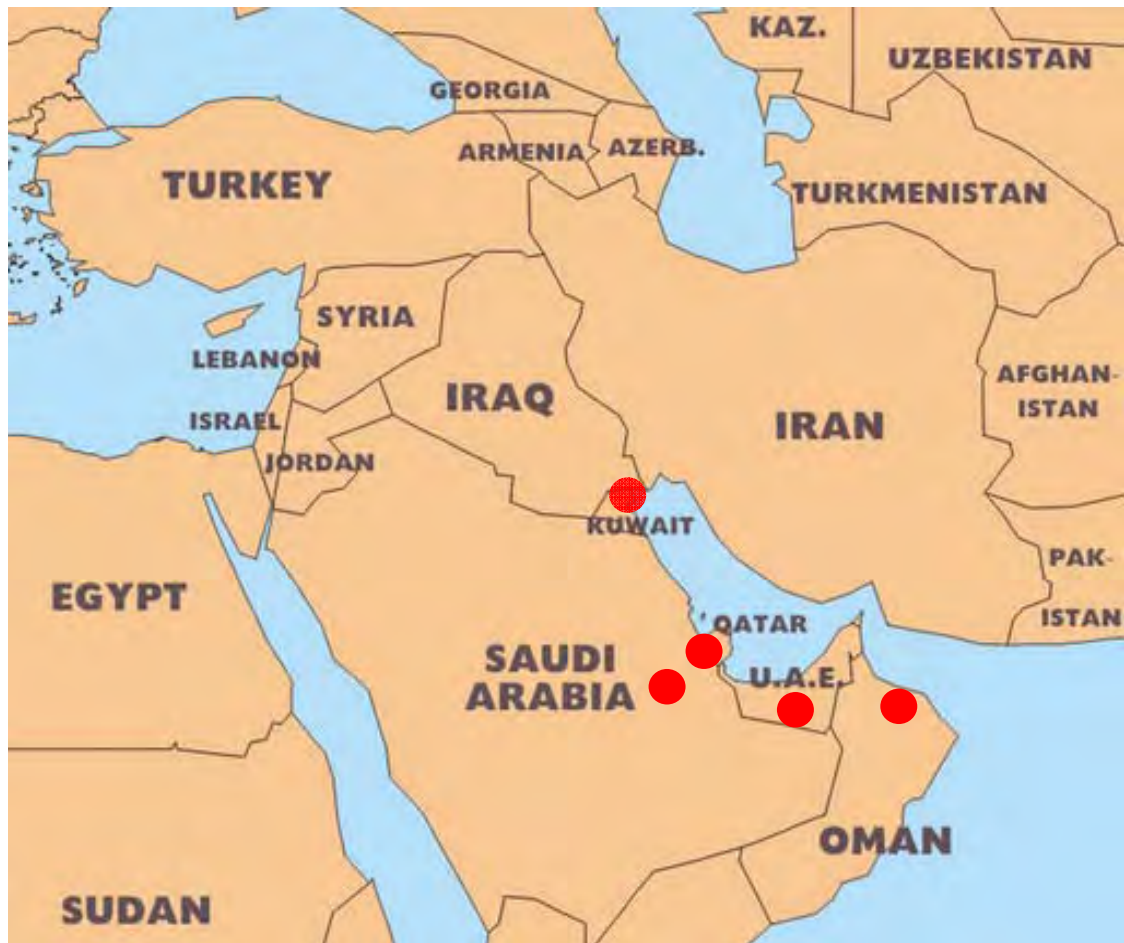 KAZ.
UZBEKISTAN
GEORGIA
ARMENIA
AZERB.
TURKEY
TURKMENISTAN
SYRIA
LEBANON
AFGHAN-
ISTAN
IRAQ
ISRAEL
IRAN
JORDAN
KUWAIT
PAK-
ISTAN
EGYPT
QATAR
SAUDI
ARABIA
U.A.E.
OMAN
SUDAN